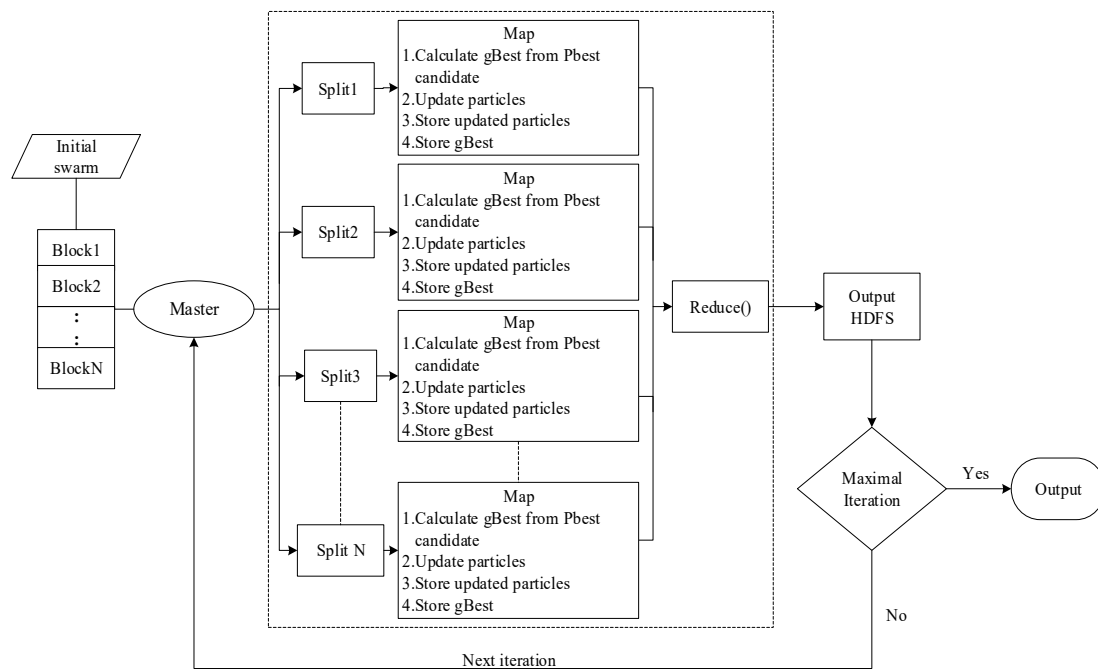 Initial
swarm
Block1
Block2
⋮
BlockN
Master
Split1
Split2
Split3
Split N
Map
1.Calculate gBest from Pbest
candidate
2.Update particles
3.Store updated particles
4.Store gBest
Map
1.Calculate gBest from Pbest
candidate
2.Update particles
3.Store updated particles
4.Store gBest
Map
1.Calculate gBest from Pbest
candidate
2.Update particles
3.Store updated particles
4.Store gBest
Map
1.Calculate gBest from Pbest
candidate
2.Update particles
3.Store updated particles
4.Store gBest
Reduce()
Output
HDFS
Maximal
Iteration
Yes
Output
No
Next iteration